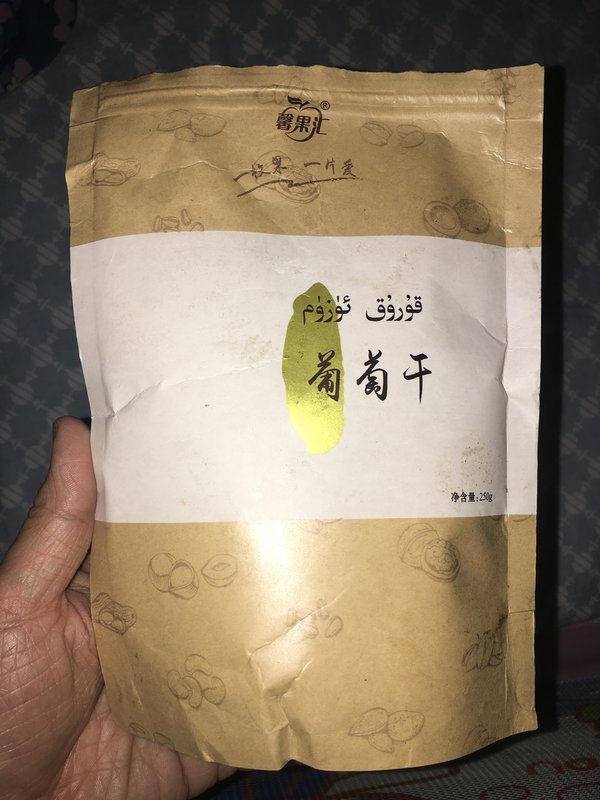 馨果汇®
一枚果 一片爱
قۇرۇق ئۈزۈم
葡萄干
净含量:250g